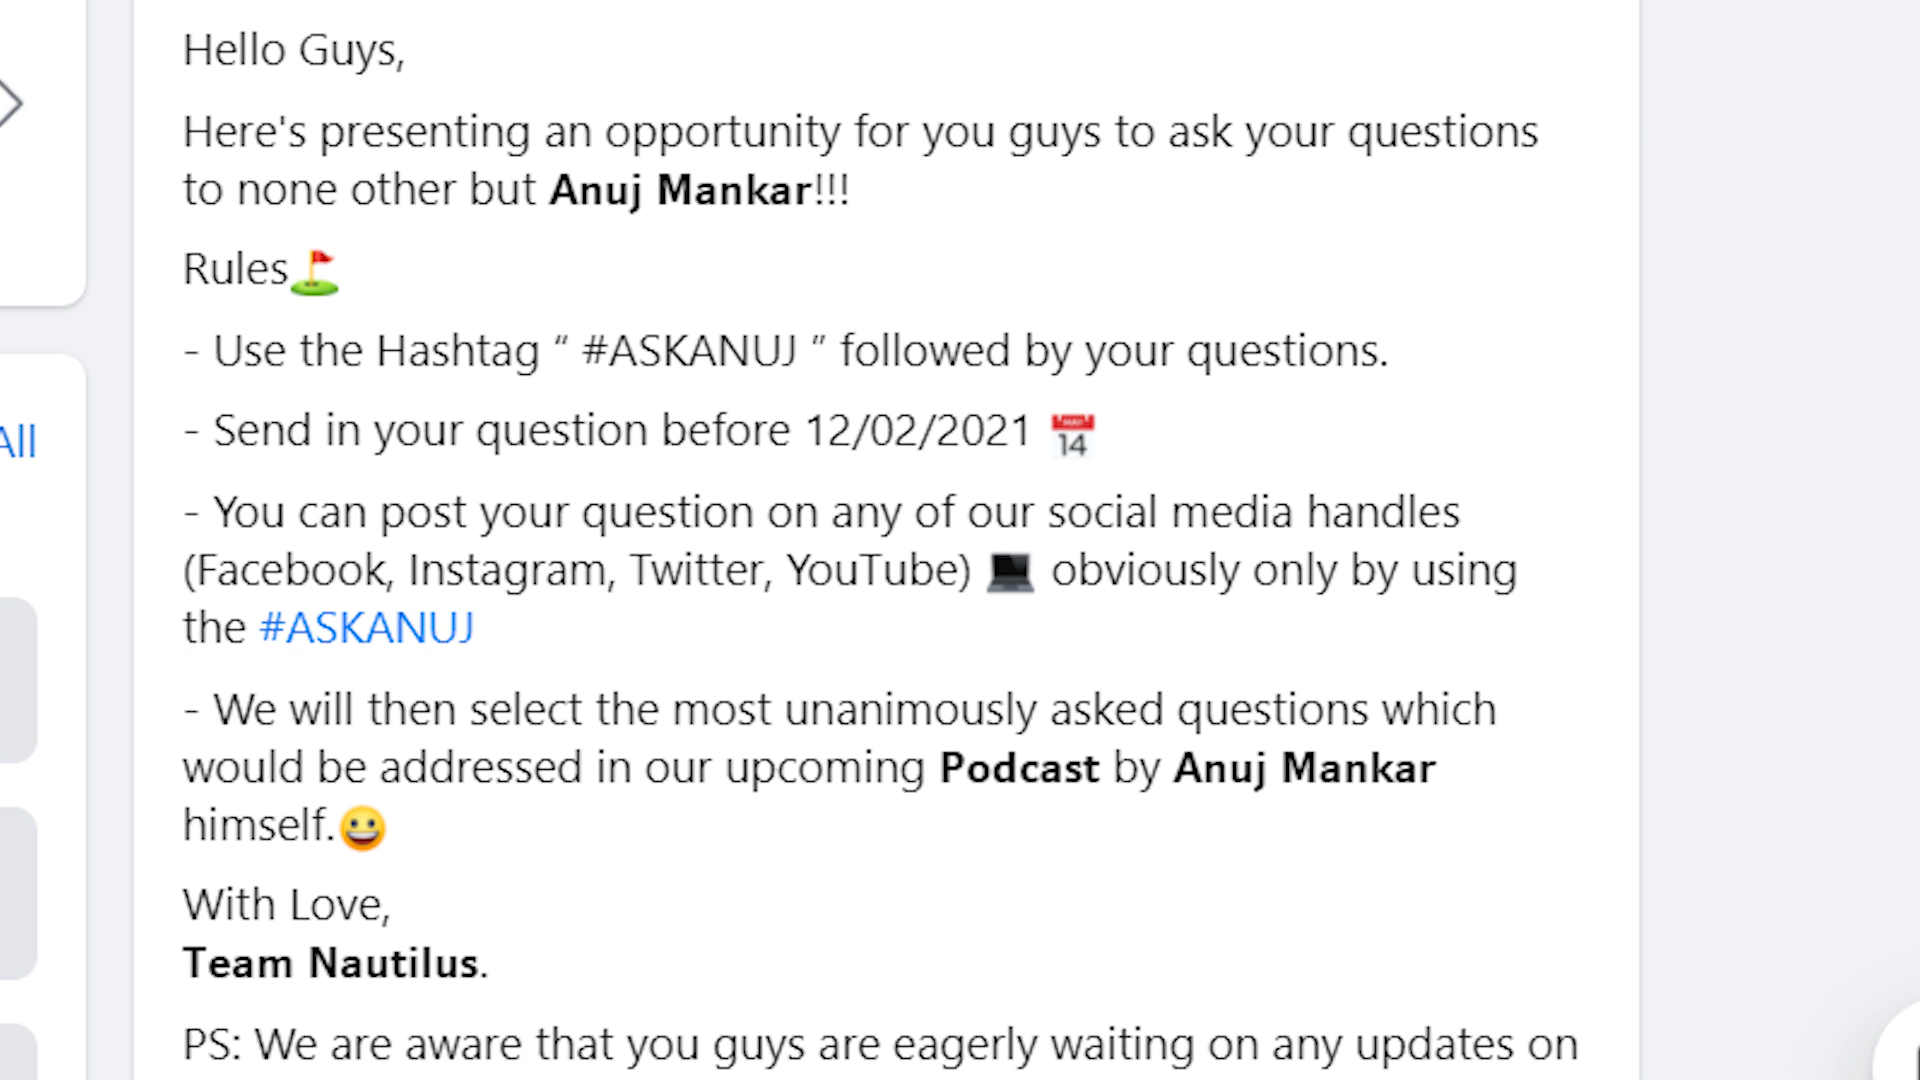 Hello Guys,
Here's presenting an opportunity for you guys to ask your questions
to none other but Anuj Mankar!!!
Rules⛳
- Use the Hashtag “ #ASKANUJ ” followed by your questions.
- Send in your question before 12/02/2021 📅
14
All
- You can post your question on any of our social media handles
(Facebook, Instagram, Twitter, YouTube) 💻 obviously only by using
the #ASKANUJ
- We will then select the most unanimously asked questions which
would be addressed in our upcoming Podcast by Anuj Mankar
himself.😀
With Love,
Team Nautilus.
PS: We are aware that you guys are eagerly waiting on any updates on